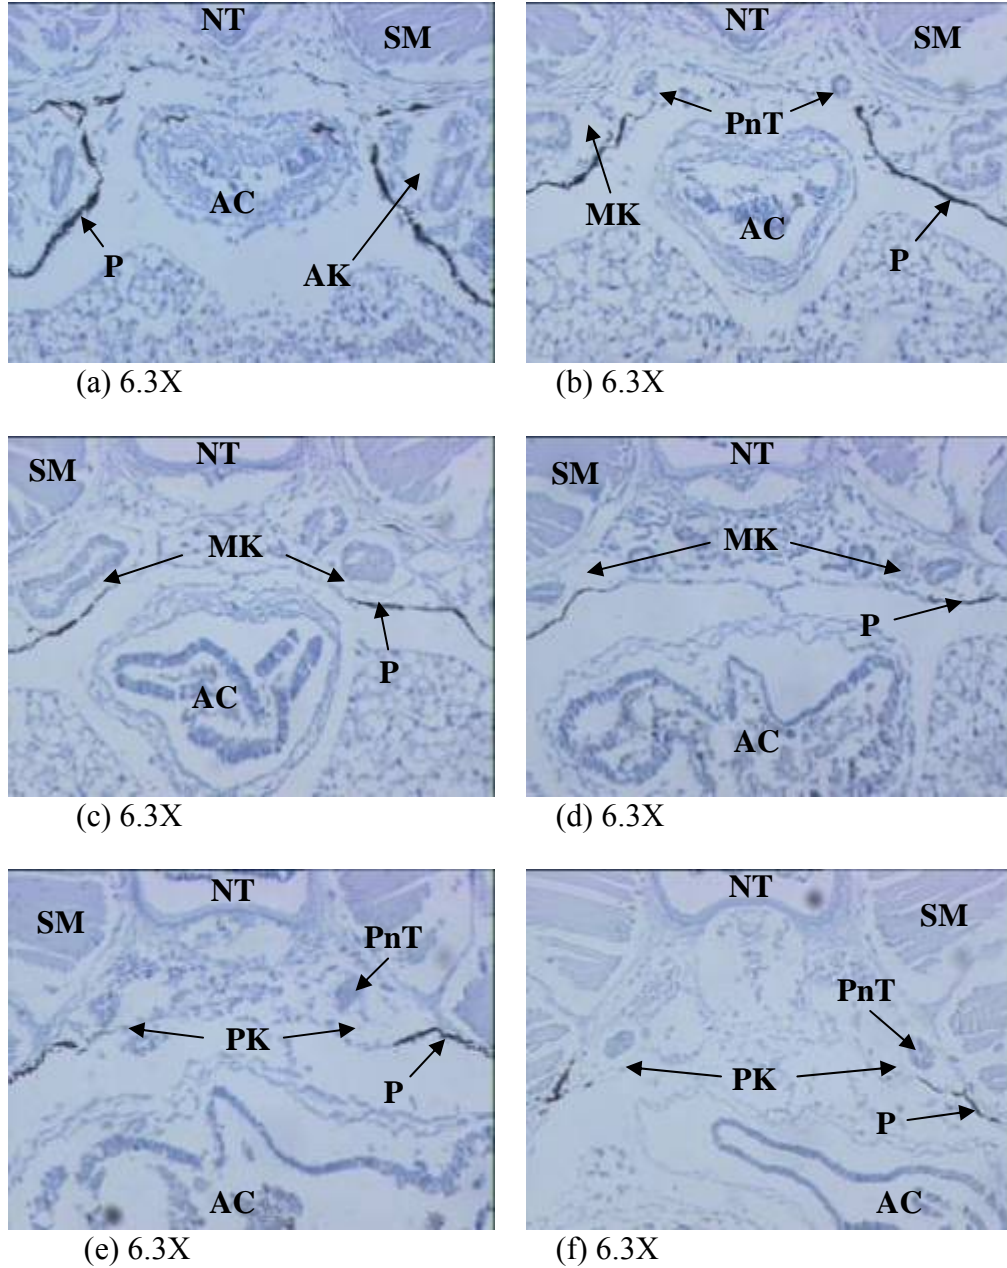 NT
SM
AC
P
AK
(a) 6.3X
NT
SM
PnT
MK
AC
P
(b) 6.3X
NT
SM
MK
P
AC
(c) 6.3X
NT
SM
MK
P
AC
(d) 6.3X
NT
SM
PnT
PK
P
AC
(e) 6.3X
NT
SM
PnT
PK
P
AC
(f) 6.3X